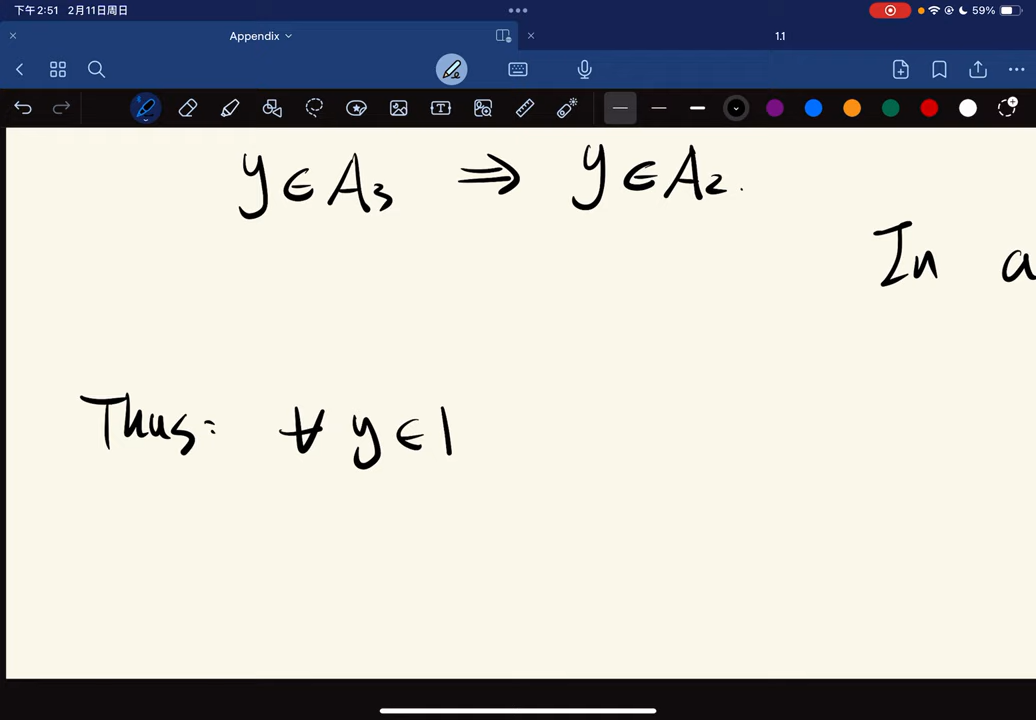 下午2:51 2月11日周日
59%
Appendix
1.1
y ∈ A₃ ⇒ y ∈ A₂.
In a
Thus: ∀ y ∈ |